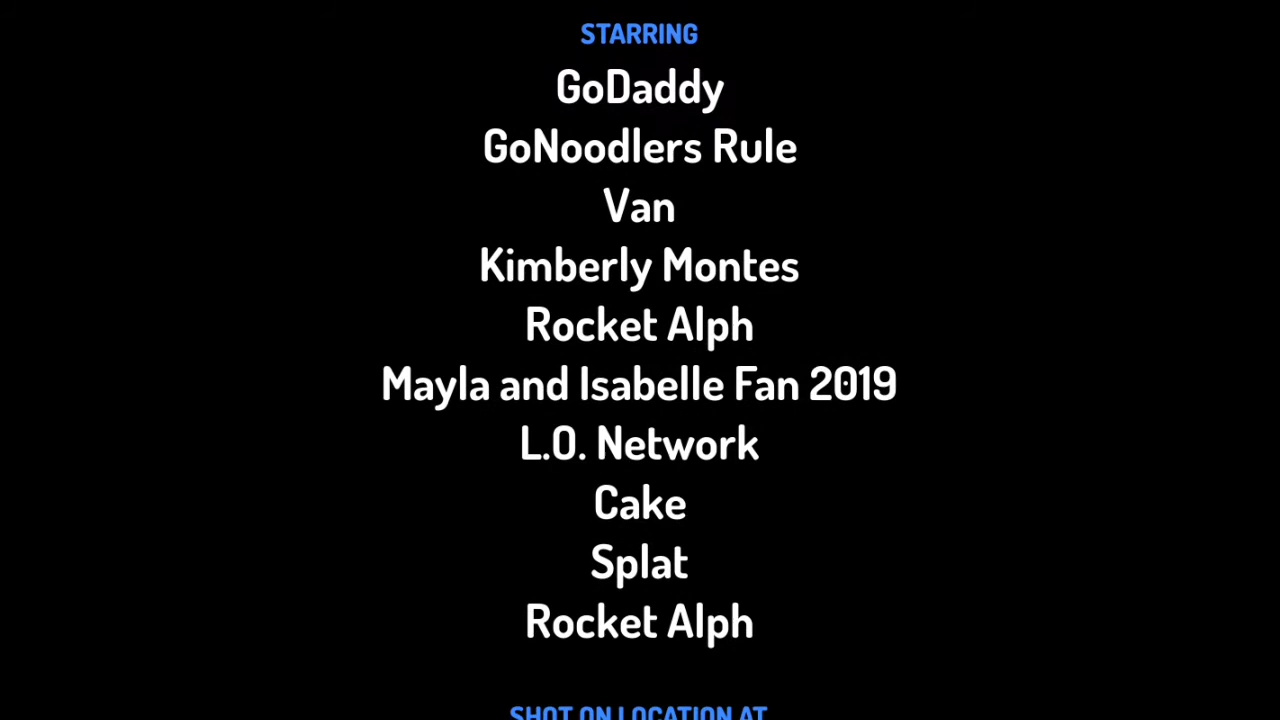 STARRING
GoDaddy
GoNoodlers Rule
Van
Kimberly Montes
Rocket Alph
Mayla and Isabelle Fan 2019
L.O. Network
Cake
Splat
Rocket Alph
SHOT ON LOCATION AT